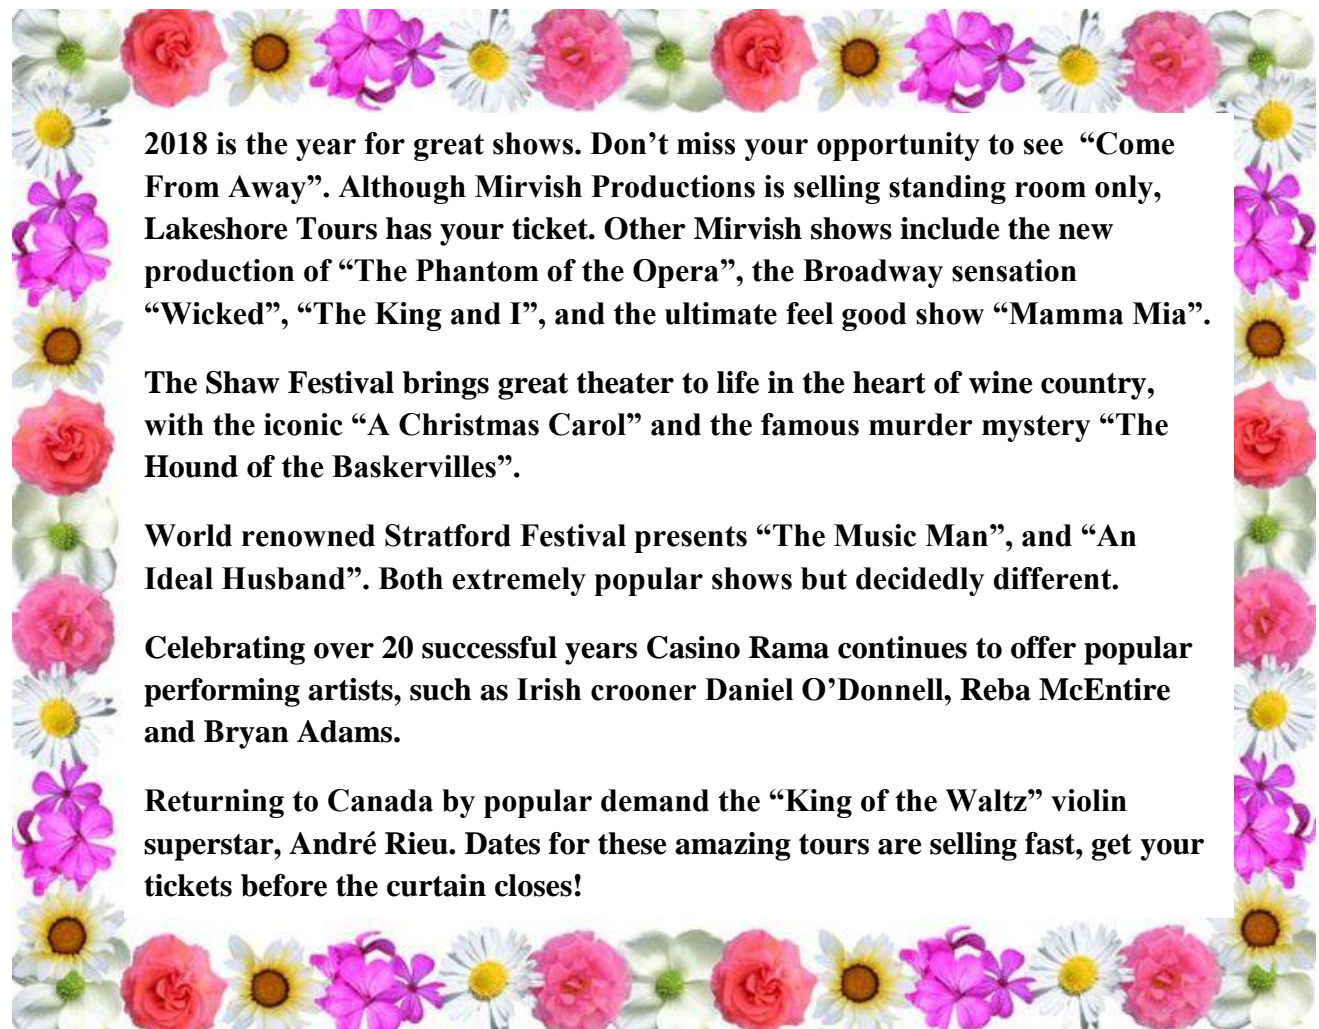 2018 is the year for great shows. Don’t miss your opportunity to see  “Come
From Away”. Although Mirvish Productions is selling standing room only,
Lakeshore Tours has your ticket. Other Mirvish shows include the new
production of “The Phantom of the Opera”, the Broadway sensation
“Wicked”, “The King and I”, and the ultimate feel good show “Mamma Mia”.
The Shaw Festival brings great theater to life in the heart of wine country,
with the iconic “A Christmas Carol” and the famous murder mystery “The
Hound of the Baskervilles”.
World renowned Stratford Festival presents “The Music Man”, and “An
Ideal Husband”. Both extremely popular shows but decidedly different.
Celebrating over 20 successful years Casino Rama continues to offer popular
performing artists, such as Irish crooner Daniel O’Donnell, Reba McEntire
and Bryan Adams.
Returning to Canada by popular demand the “King of the Waltz” violin
superstar, André Rieu. Dates for these amazing tours are selling fast, get your
tickets before the curtain closes!